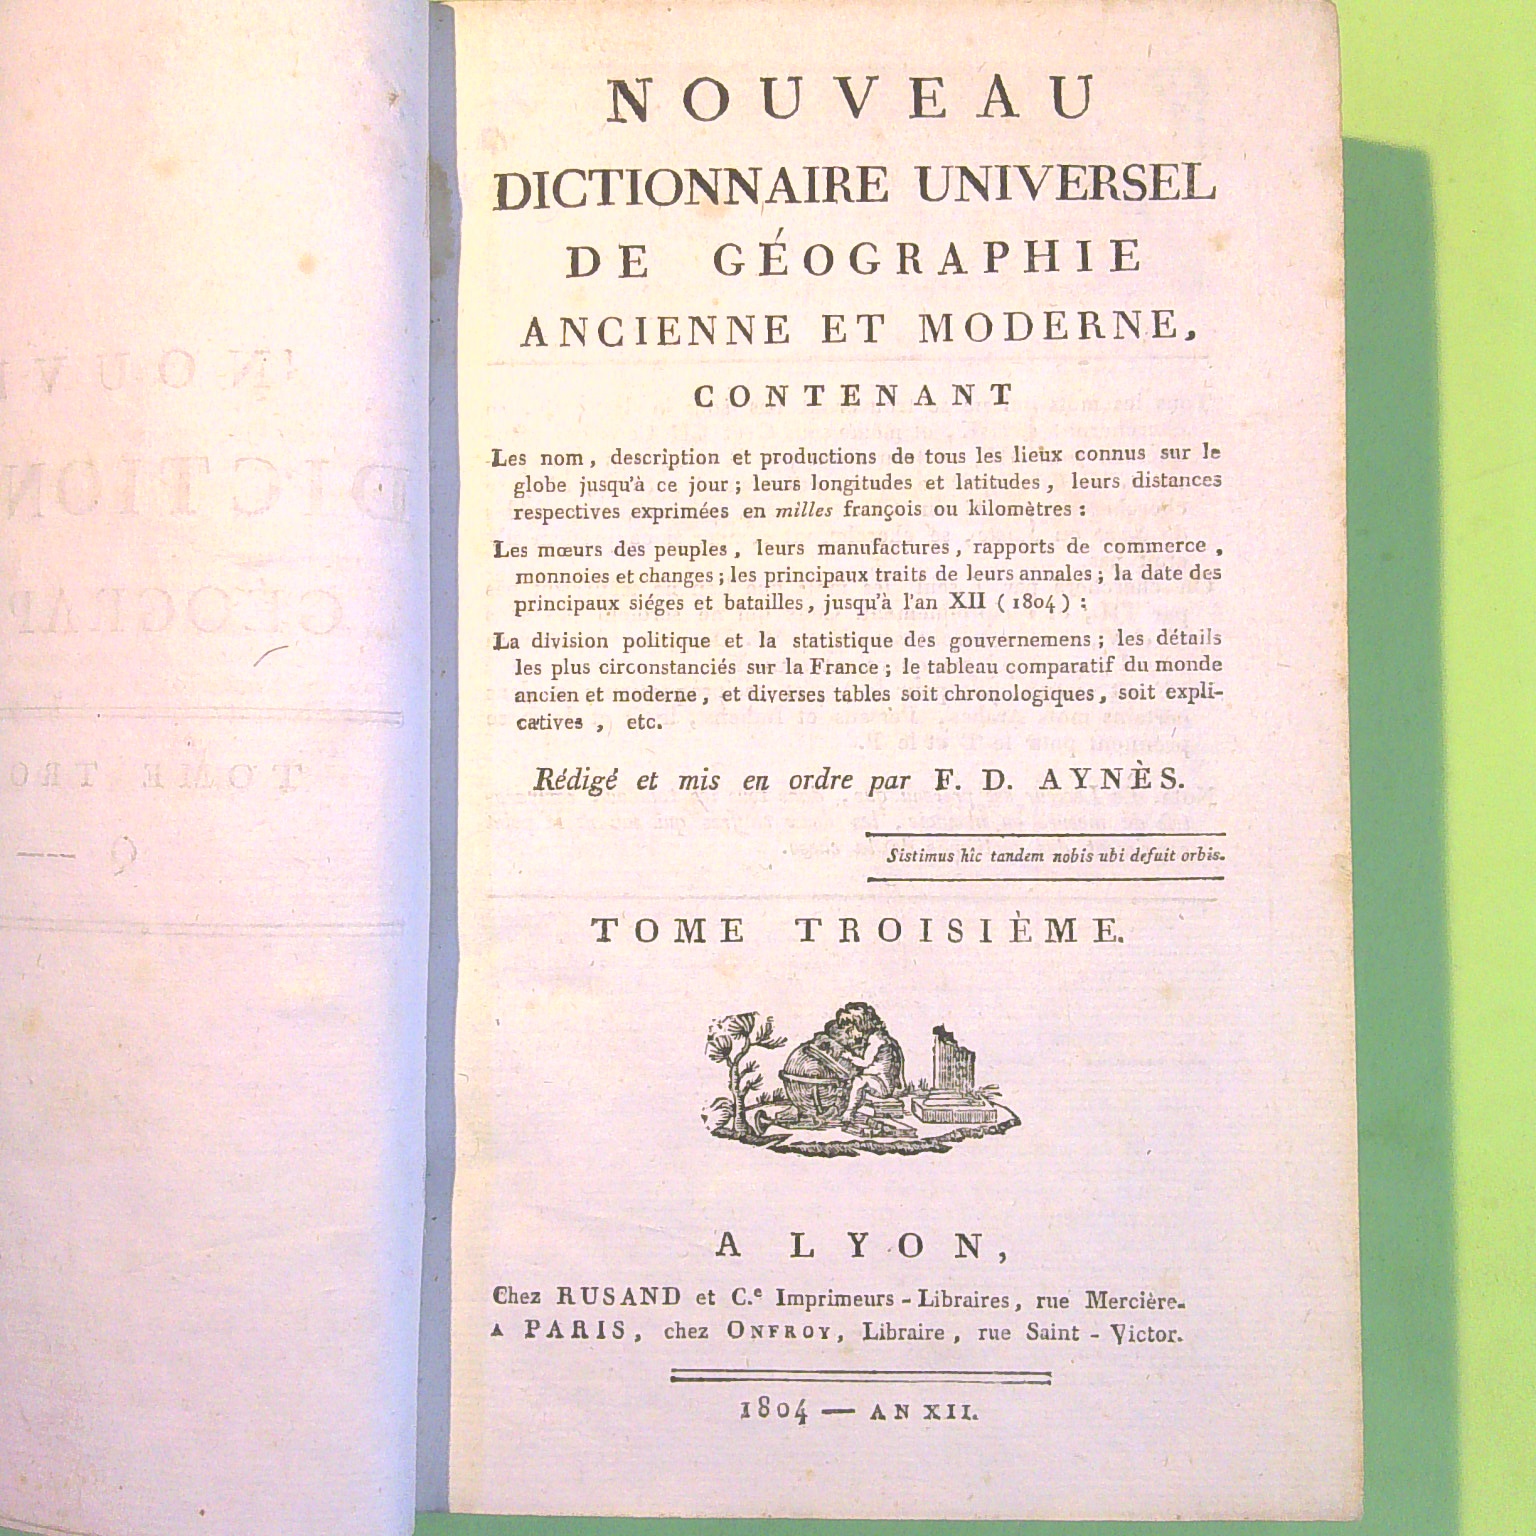 NOUVEAU
DICTIONNAIRE UNIVERSEL
DE GÉOGRAPHIE
ANCIENNE ET MODERNE,
CONTENANT
Les nom, description et productions de tous les lieux connus sur le
globe jusqu'à ce jour; leurs longitudes et latitudes, leurs distances
respectives exprimées en milles françois ou kilomètres:
Les mœurs des peuples, leurs manufactures, rapports de commerce,
monnoies et changes; les principaux traits de leurs annales; la date des
principaux siéges et batailles, jusqu'à l'an XII (1804):
La division politique et la statistique des gouvernemens; les détails
les plus circonstanciés sur la France; le tableau comparatif du monde
ancien et moderne, et diverses tables soit chronologiques, soit expli-
catives, etc.
Rédigé et mis en ordre par F. D. AYNÈS.
Sistimus hîc tandem nobis ubi defuit orbis.
TOME TROISIÈME.
A LYON,
Chez RUSAND et C.e Imprimeurs-Libraires, rue Mercière.
A PARIS, chez ONFROY, Libraire, rue Saint-Victor.
1804 — AN XII.